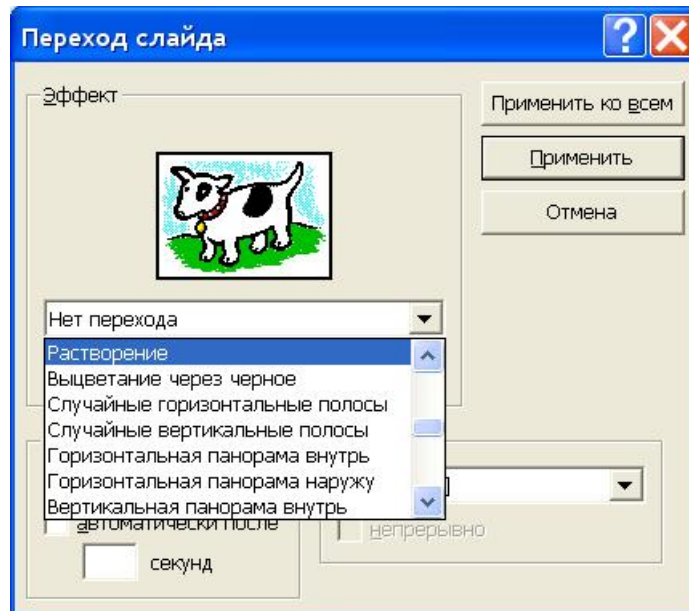 Переход слайда
Эффект
Применить ко всем
Применить
Отмена
Нет перехода
Растворение
Выцветание через черное
Случайные горизонтальные полосы
Случайные вертикальные полосы
Горизонтальная панорама внутрь
Горизонтальная панорама наружу
Вертикальная панорама внутрь
автоматически после
непрерывно
секунд